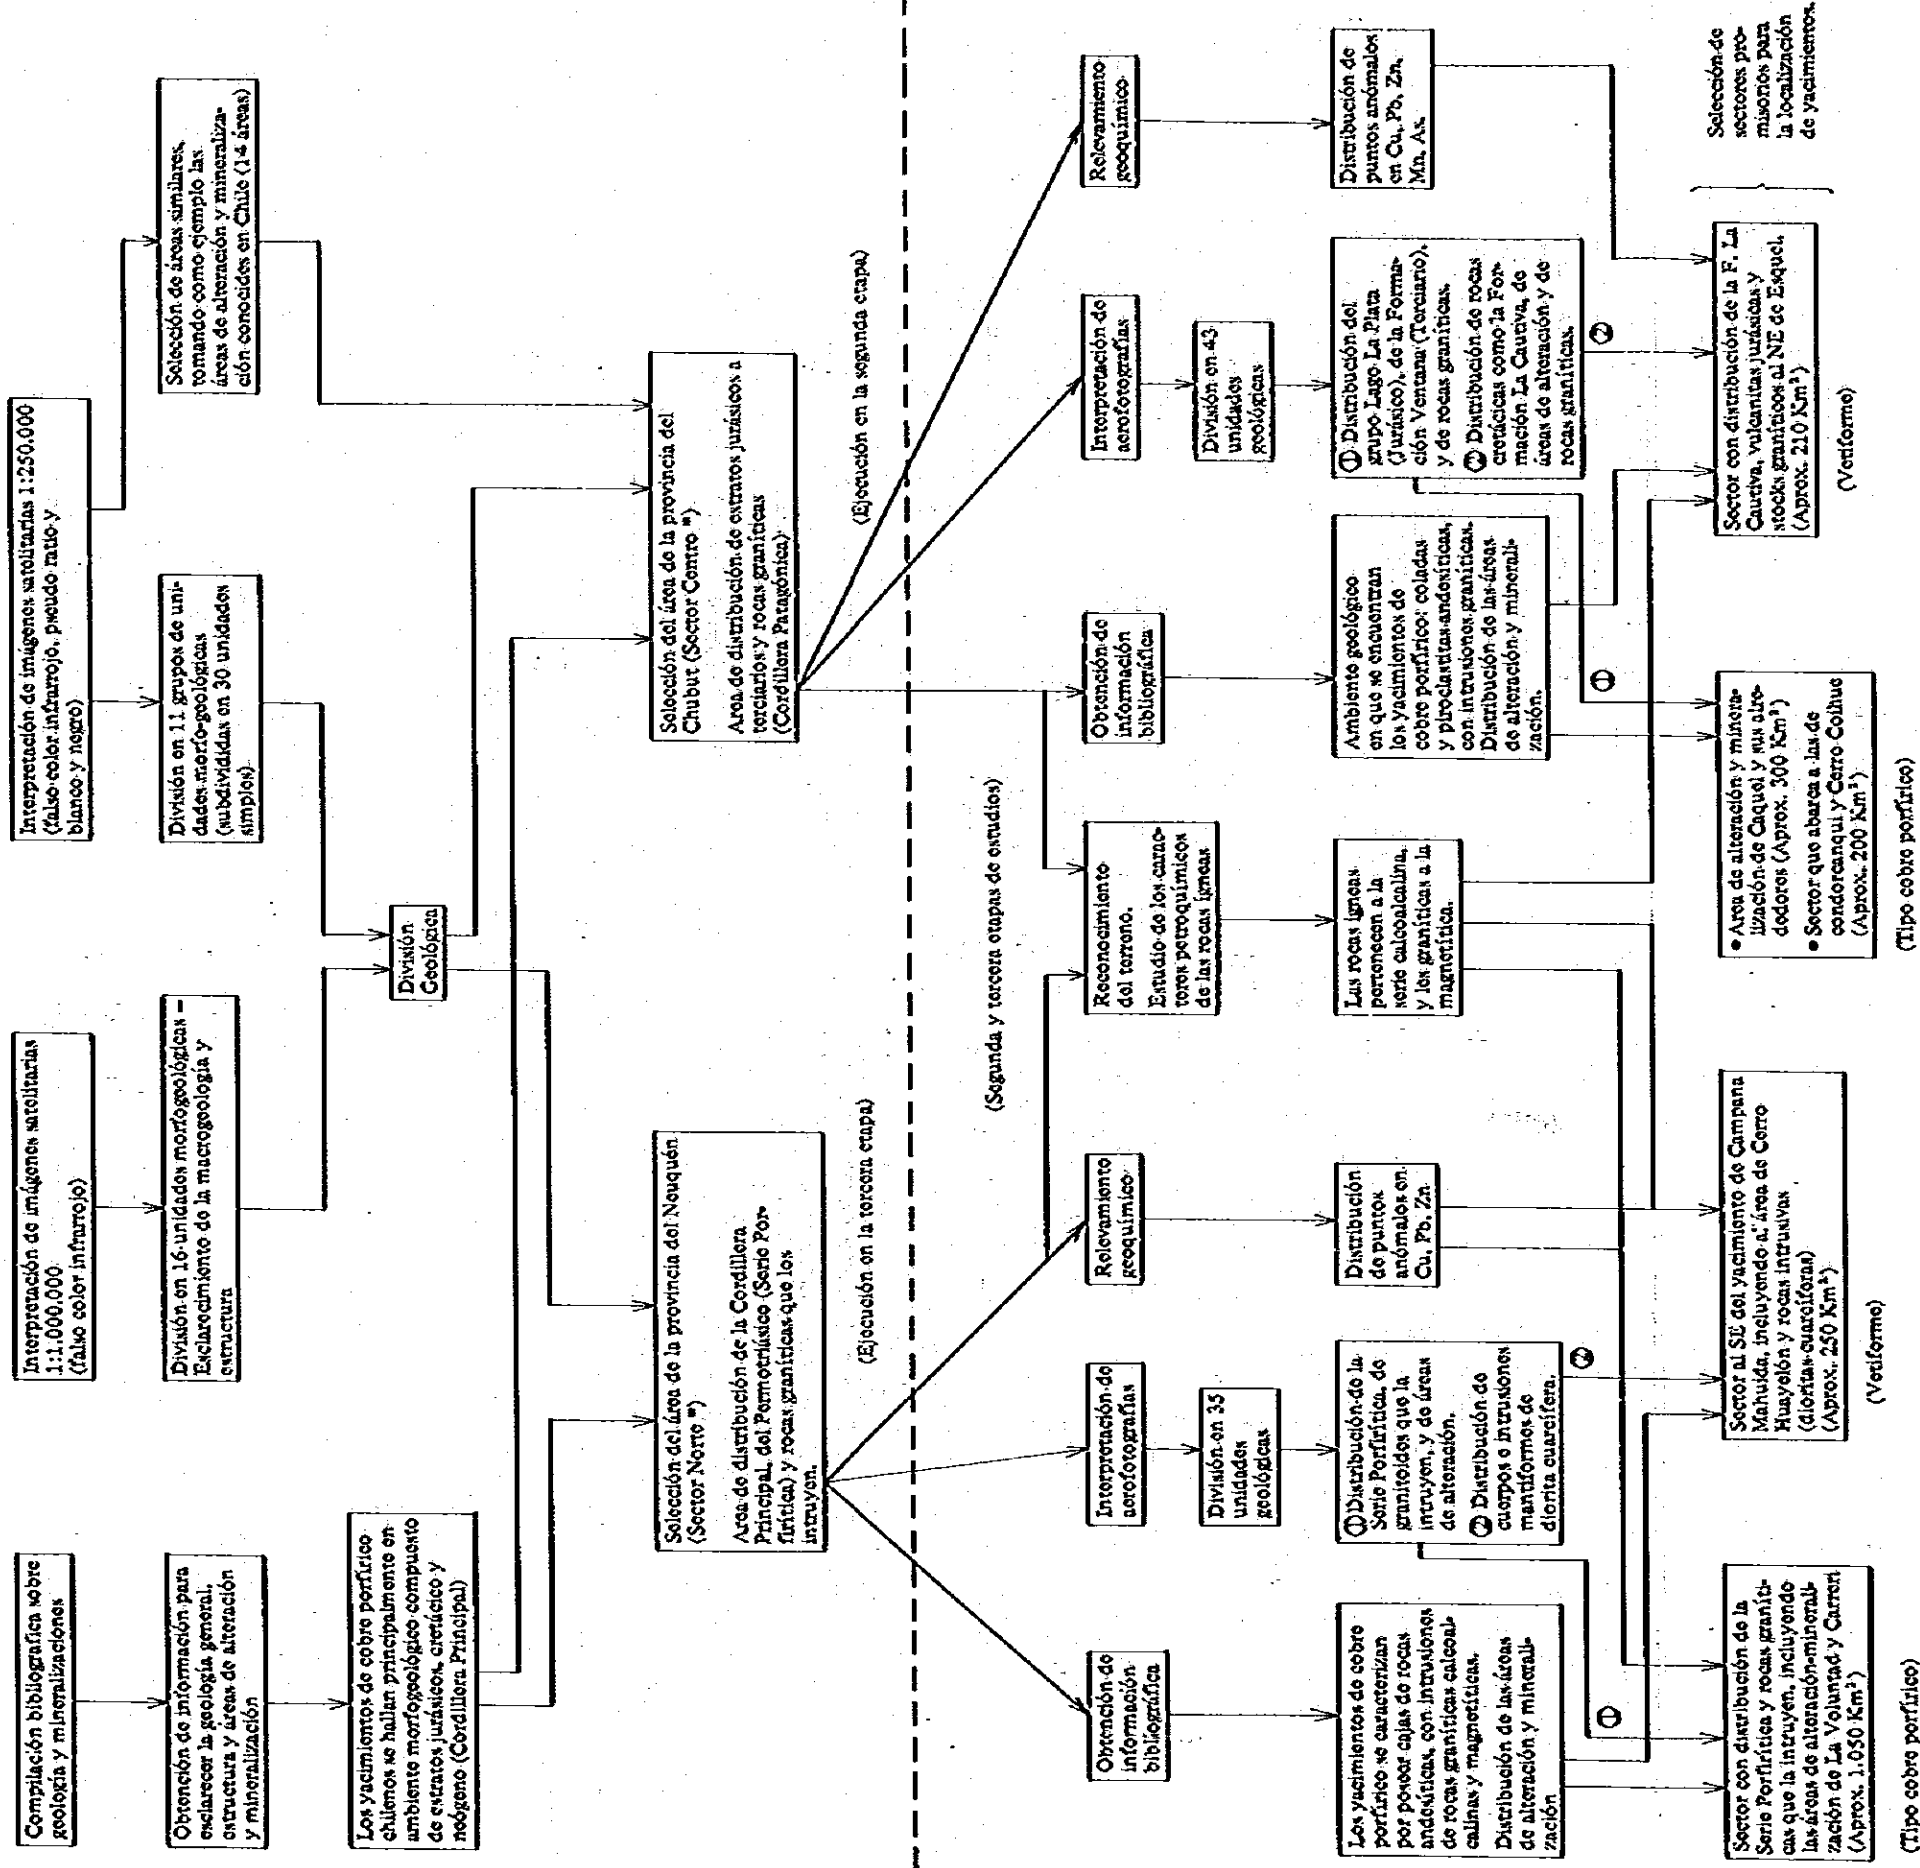 Compilación bibliografica sobre
geología y mineralizaciones
Interpretación de imágenes satelitarias
1:1.000.000
(falso color infrarrojo)
Interpretación de imágenes satelitarias 1:250.000
(falso color infrarrojo, pseudo ratio y
blanco y negro)
Obtención de información para
esclarecer la geología general,
estructura y áreas de alteración
y mineralización
División en 16 unidades morfogeológicas –
Esclarecimiento de la macrogeología y
estructura
División en 11 grupos de uni-
dades morfo-geológicas
(subdivididas en 30 unidades
simples)
Selección de áreas similares,
tomando como ejemplo las
áreas de alteración y mineraliza-
ción conocidas en Chile (14 áreas)
Los yacimientos de cobre porfírico
chilenos se hallan principalmente en
ambiente morfogeológico compuesto
de estratos jurásicos, cretácico y
neógeno (Cordillera Principal)
División
Geológica
Selección del área de la provincia del Neuquén
(Sector Norte *)
Area de distribución de la Cordillera
Principal, del Permotriásico (Serie Por-
firítica) y rocas graníticas que los
intruyen.
Selección del área de la provincia del
Chubut (Sector Centro *)
Area de distribución de estratos jurásicos a
terciarios y rocas graníticas
(Cordillera Patagónica)
(Ejecución en la tercera etapa)
(Ejecución en la segunda etapa)
(Segunda y tercera etapas de estudios)
Obtención de
información
bibliográfica
Interpretación de
aerofotografías
Relevamiento
geoquímico
Reconocimiento
del terreno.
Estudio de los carac-
teres petroquímicos
de las rocas ígneas
Obtención de
información
bibliográfica
Interpretación de
aerofotografías
Relevamiento
geoquímico
División en 35
unidades
geológicas
División en 43
unidades
geológicas
Los yacimientos de cobre
porfírico se caracterizan
por poseer cajas de rocas
andesíticas, con intrusiones
de rocas graníticas calcoal-
calinas y magnetíticas.
Distribución de las áreas
de alteración y minerali-
zación
① Distribución de la
Serie Porfirítica, de
granitoides que la
intruyen, y de áreas
de alteración.
② Distribución de
cuerpos e intrusiones
mantiformes de
diorita cuarcífera.
Distribución
de puntos
anómalos en
Cu, Pb, Zn
Las rocas ígneas
pertenecen a la
serie calcoalcalina,
y las graníticas a la
magnetítica.
Ambiente geológico
en que se encuentran
los yacimientos de
cobre porfírico: coladas
y piroclastitas andesíticas,
con intrusiones graníticas.
Distribución de las áreas
de alteración y minerali-
zación.
① Distribución del
grupo Lago La Plata
(Jurásico), de la Forma-
ción Ventana (Terciario),
y de rocas graníticas.
② Distribución de rocas
cretácicas como la For-
mación La Cautiva, de
áreas de alteración y de
rocas graníticas.
Distribución de
puntos anómalos
en Cu, Pb, Zn,
Mn, As.
①
②
①
②
Sector con distribución de la
Serie Porfirítica y rocas graníti-
cas que la intruyen, incluyendo
las áreas de alteración-minerali-
zación de La Voluntad y Carreri
(Aprox. 1.050 Km²)
(Tipo cobre porfírico)
Sector al SE del yacimiento de Campana
Mahuida, incluyendo al área de Cerro
Huayelón y rocas intrusivas
(dioritas cuarcíferas)
(Aprox. 250 Km²)
(Vetiforme)
● Area de alteración y minera-
lización de Caquel y sus alre-
dedores (Aprox. 300 Km²)
● Sector que abarca a las de
condorcanqui y Cerro Coihue
(Aprox. 200 Km²)
(Tipo cobre porfírico)
Sector con distribución de la F. La
Cautiva, vulcanitas jurásicas y
stocks graníticos al NE de Esquel.
(Aprox. 210 Km²)
(Vetiforme)
Selección de
sectores pro-
misorios para
la localización
de yacimientos.